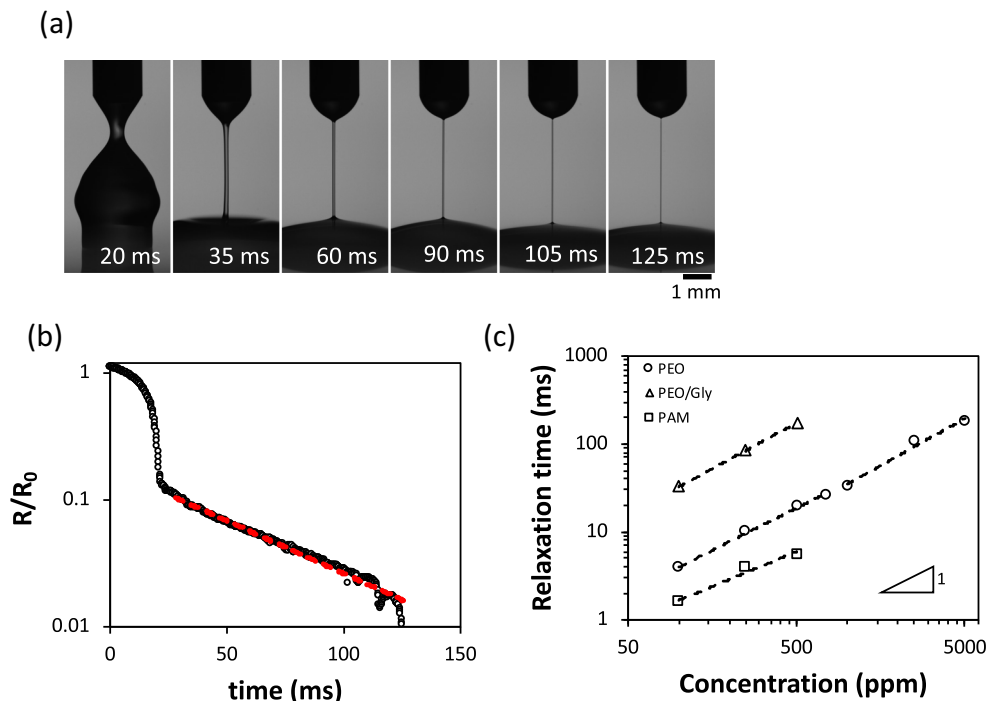 (a)
20 ms
35 ms
60 ms
90 ms
105 ms
125 ms
1 mm
(b)
R/R0
1
0.1
0.01
0
50
100
150
time (ms)
(c)
Relaxation time (ms)
1000
100
10
1
PEO
PEO/Gly
PAM
1
50
500
5000
Concentration (ppm)